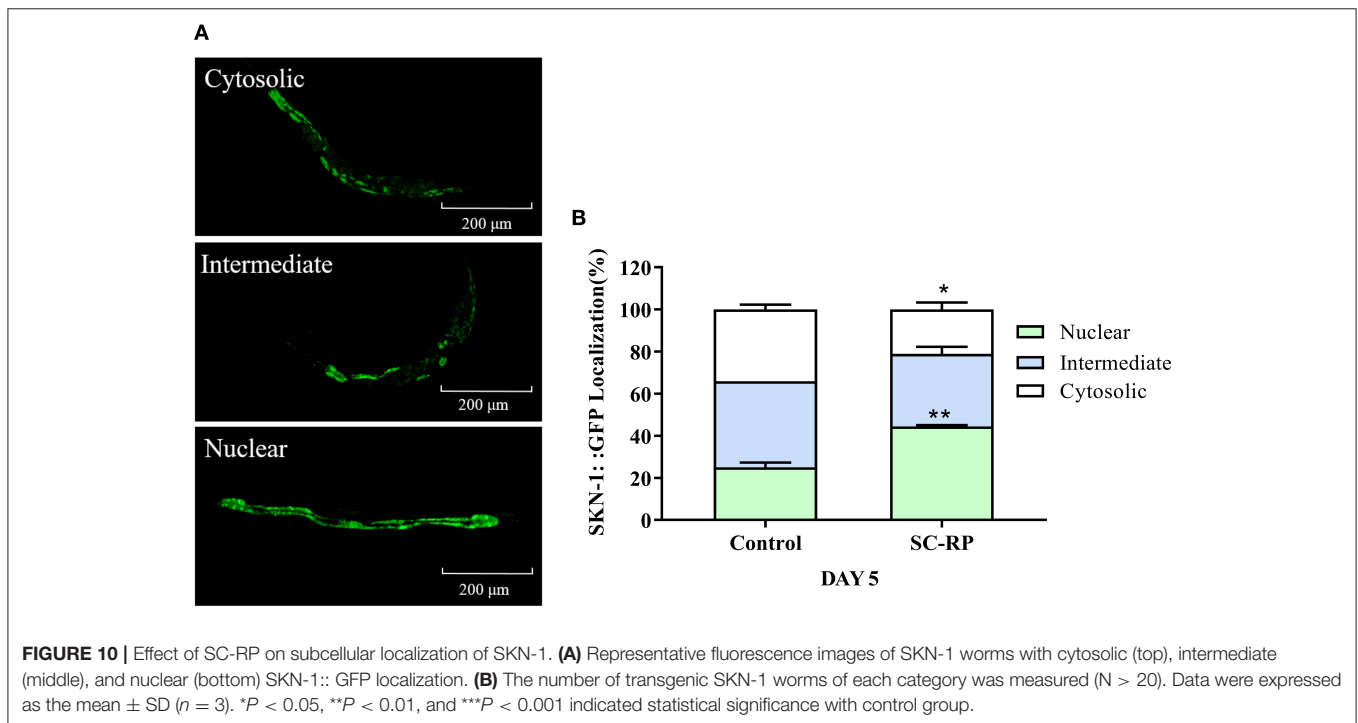 A
Cytosolic
200 μm
Intermediate
200 μm
Nuclear
200 μm
B
SKN-1: :GFP Localization(%)
120
100
80
60
40
20
0
*
**
Control
SC-RP
DAY 5
Nuclear
Intermediate
Cytosolic
FIGURE 10 | Effect of SC-RP on subcellular localization of SKN-1. (A) Representative fluorescence images of SKN-1 worms with cytosolic (top), intermediate
(middle), and nuclear (bottom) SKN-1:: GFP localization. (B) The number of transgenic SKN-1 worms of each category was measured (N > 20). Data were expressed
as the mean ± SD (n = 3). *P < 0.05, **P < 0.01, and ***P < 0.001 indicated statistical significance with control group.